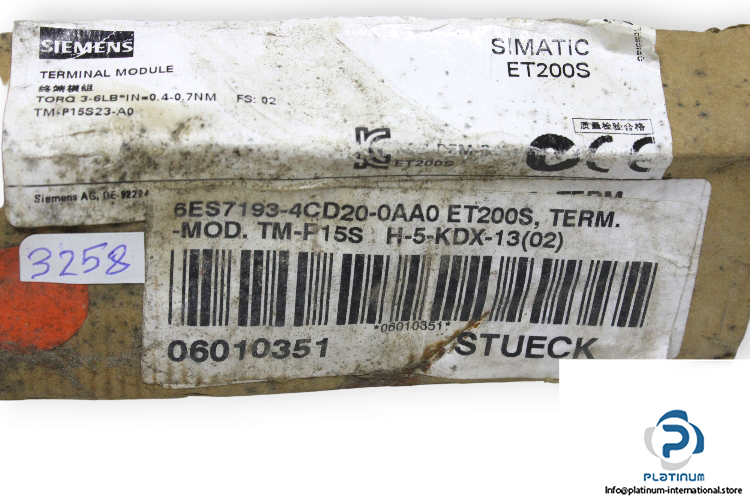 SIEMENS
TERMINAL MODULE
终端模组
TORQ 3-6LB*IN=0.4-0.7NM FS: 02
TM-P15S23-A0
SIMATIC
ET200S
质量检验合格
ET200S
Siemens AG, DE-92224
TERM
6ES7193-4CD20-0AA0 ET200S, TERM.
-MOD. TM-P15S H-5-KDX-13(02)
3258
*06010351*
06010351 STUECK
PLATINUM
Info@platinum-international.store